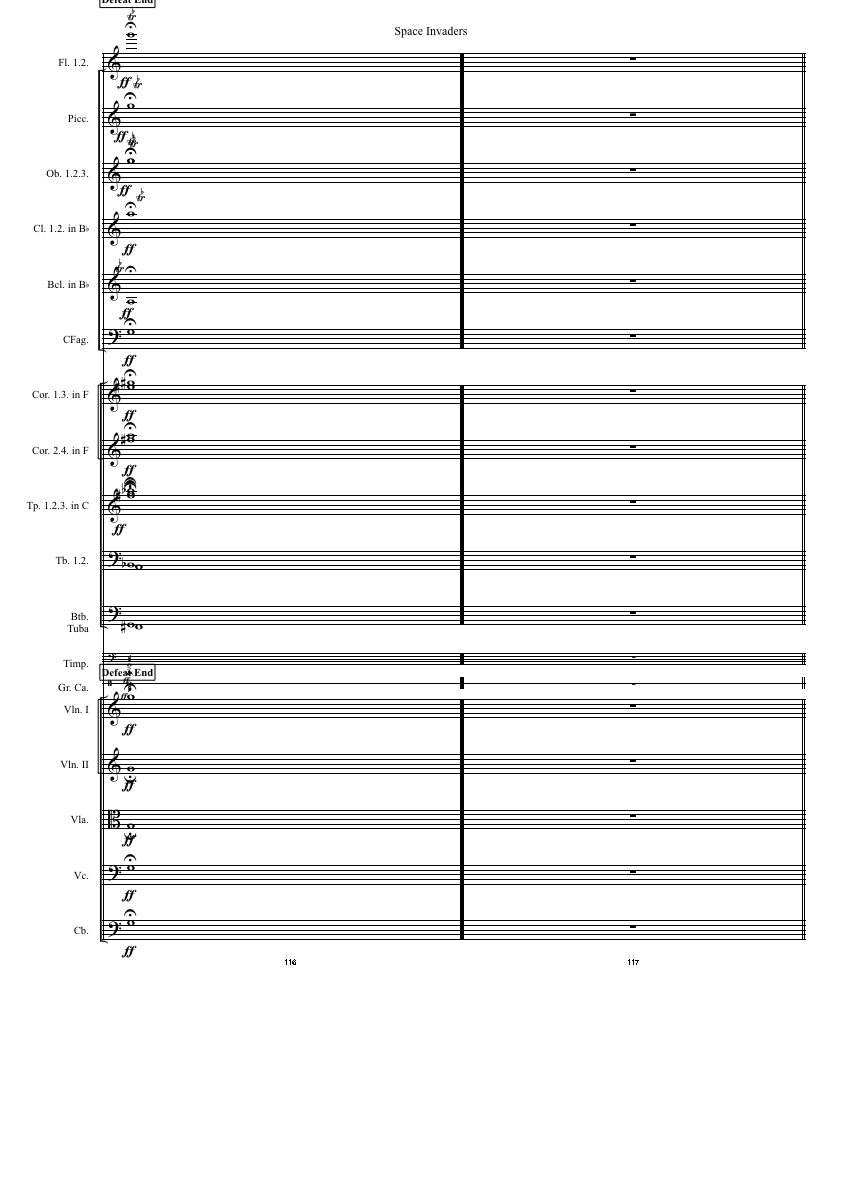 Defeat End
Space Invaders
Fl. 1.2.
ff
Picc.
ff
Ob. 1.2.3.
ff
Cl. 1.2. in B♭
ff
Bcl. in B♭
ff
CFag.
ff
Cor. 1.3. in F
ff
Cor. 2.4. in F
ff
Tp. 1.2.3. in C
ff
Tb. 1.2.
Btb.
Tuba
Timp.
Defeat End
Gr. Ca.
ff
Vln. I
ff
Vln. II
ff
Vla.
ff
Vc.
ff
Cb.
ff
116 117